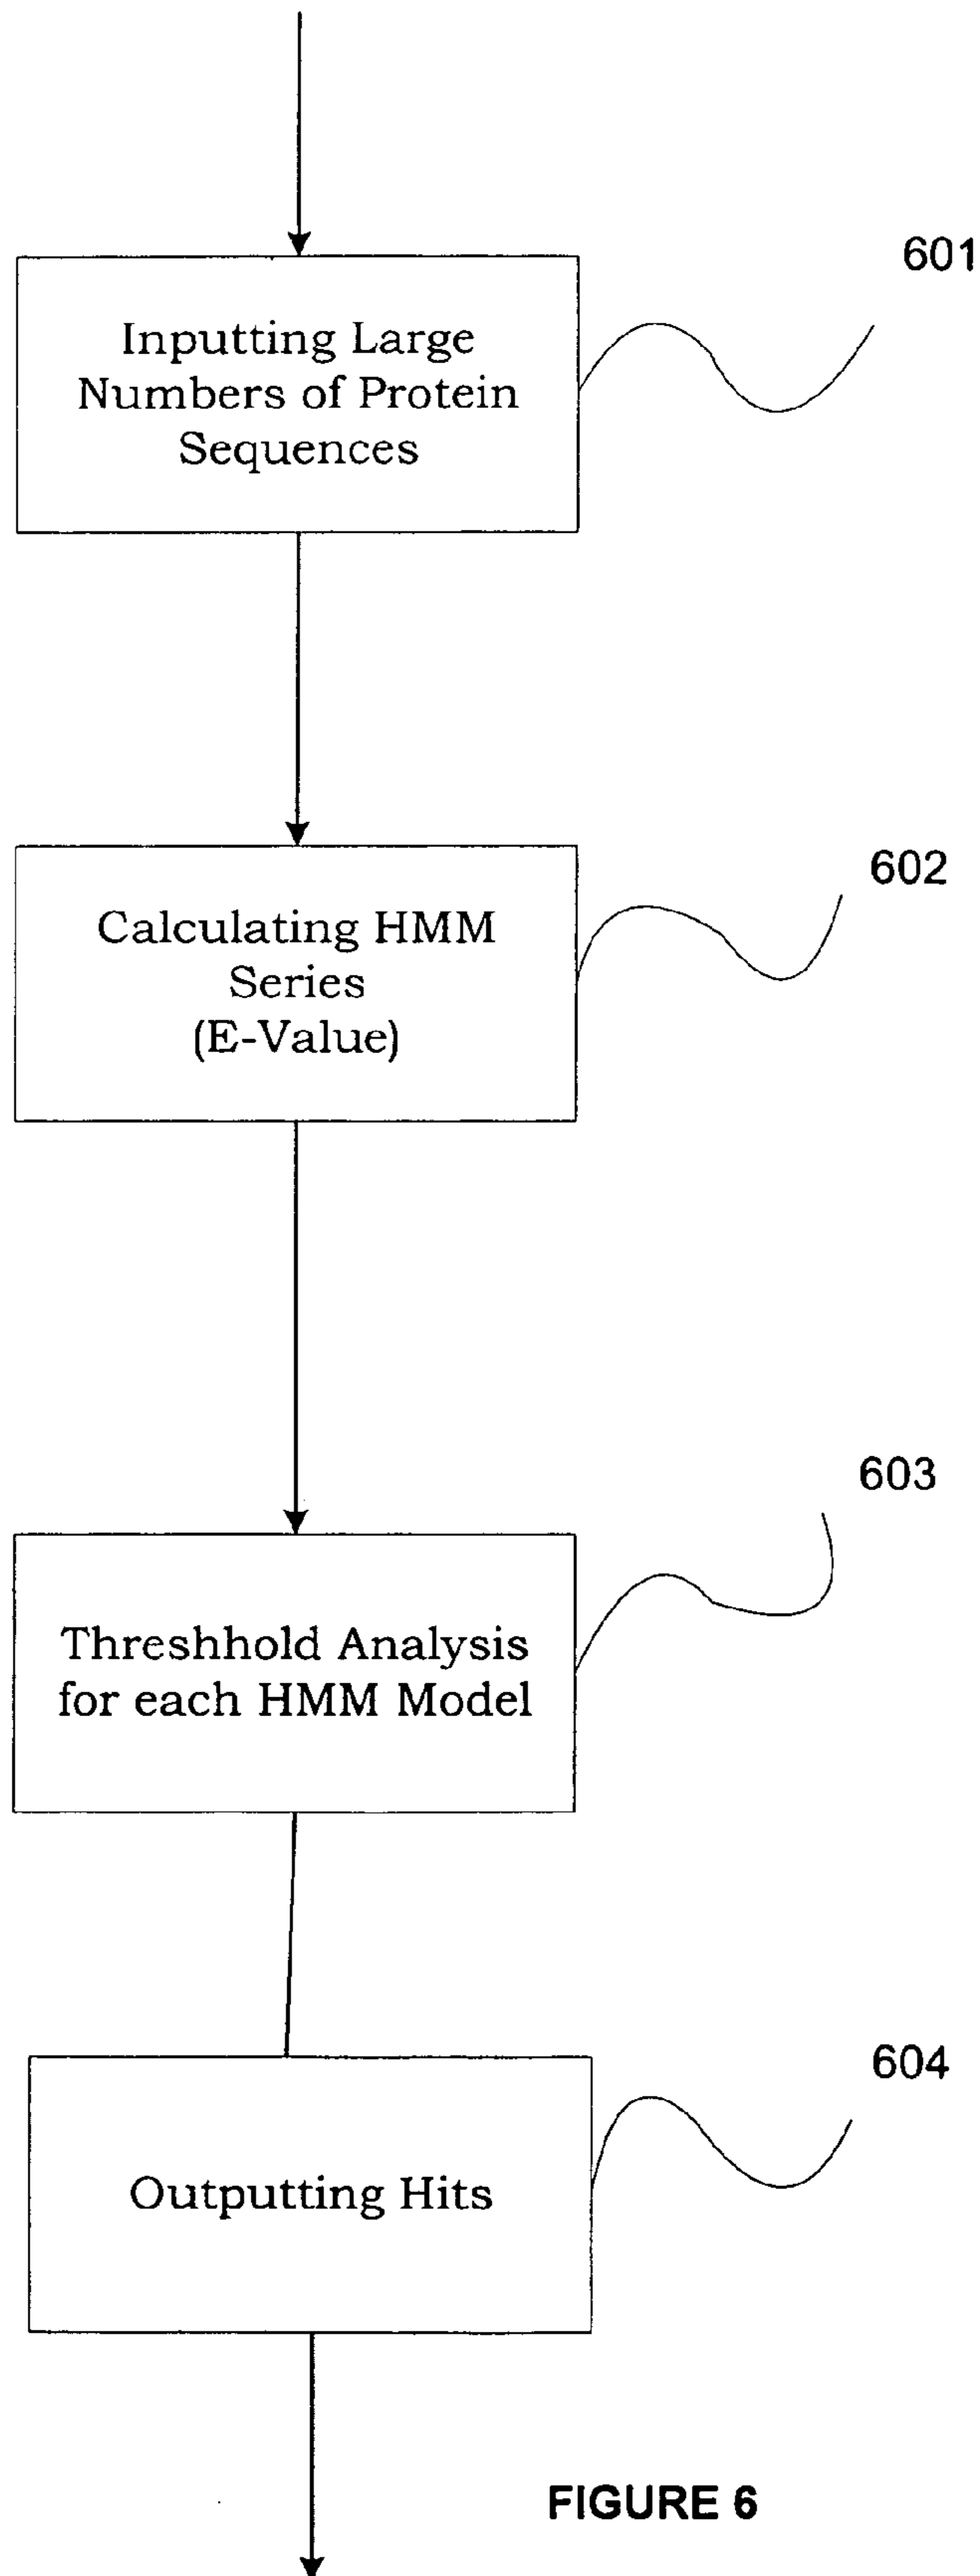 601
Inputting Large
Numbers of Protein
Sequences
602
Calculating HMM
Series
(E-Value)
603
Threshhold Analysis
for each HMM Model
604
Outputting Hits
FIGURE 6